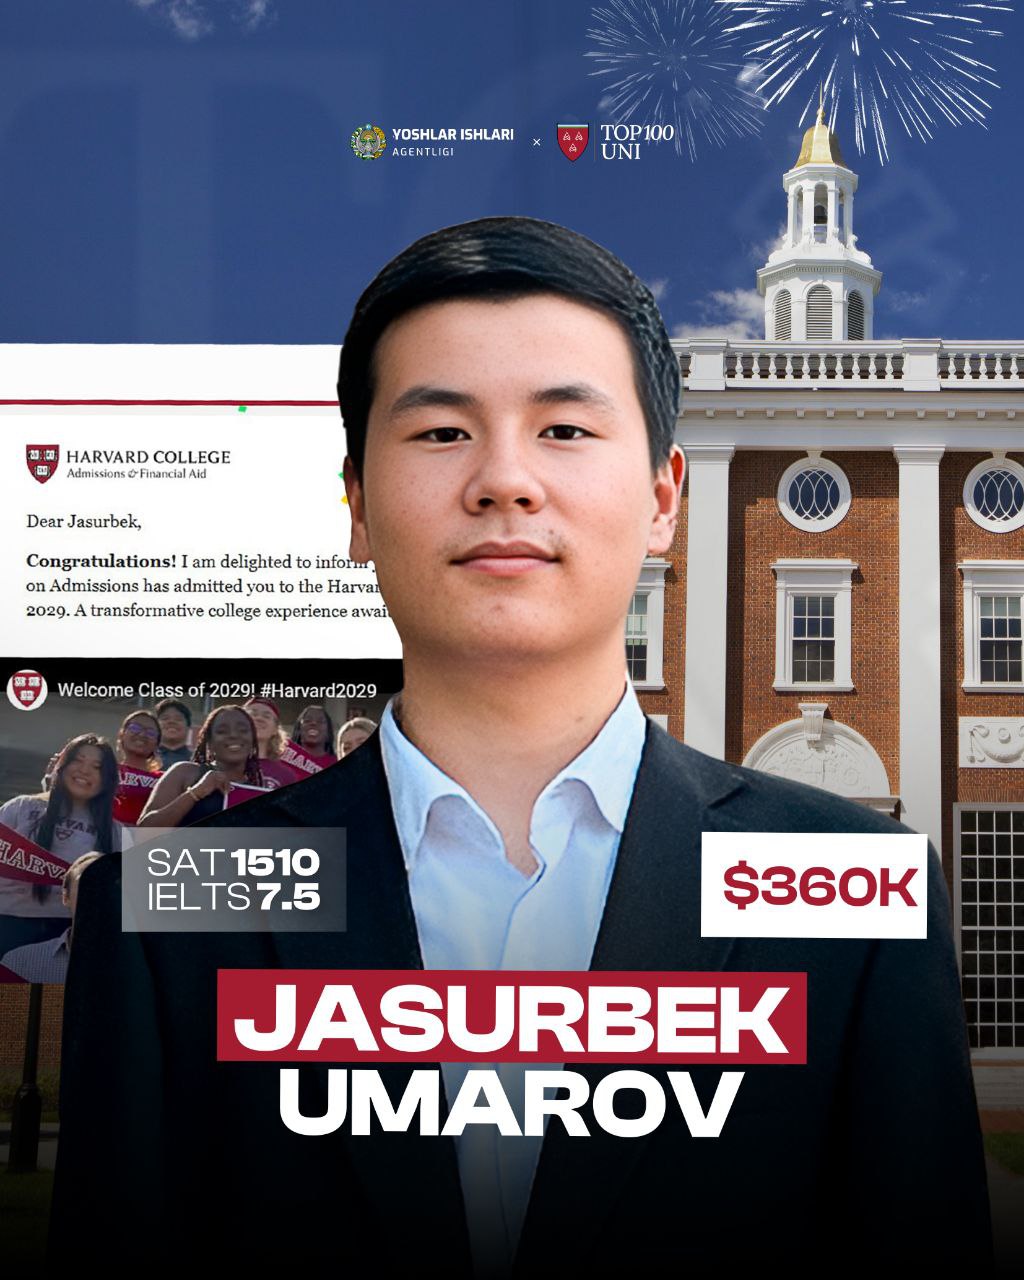 YOSHLAR ISHLARI
AGENTLIGI
×
TOP100
UNI
HARVARD COLLEGE
Admissions & Financial Aid
Dear Jasurbek,
Congratulations! I am delighted to inform
on Admissions has admitted you to the
2029. A transformative college experience
Welcome Class of 2029! #Harvard2029
SAT 1510
IELTS 7.5
$360K
JASURBEK
UMAROV